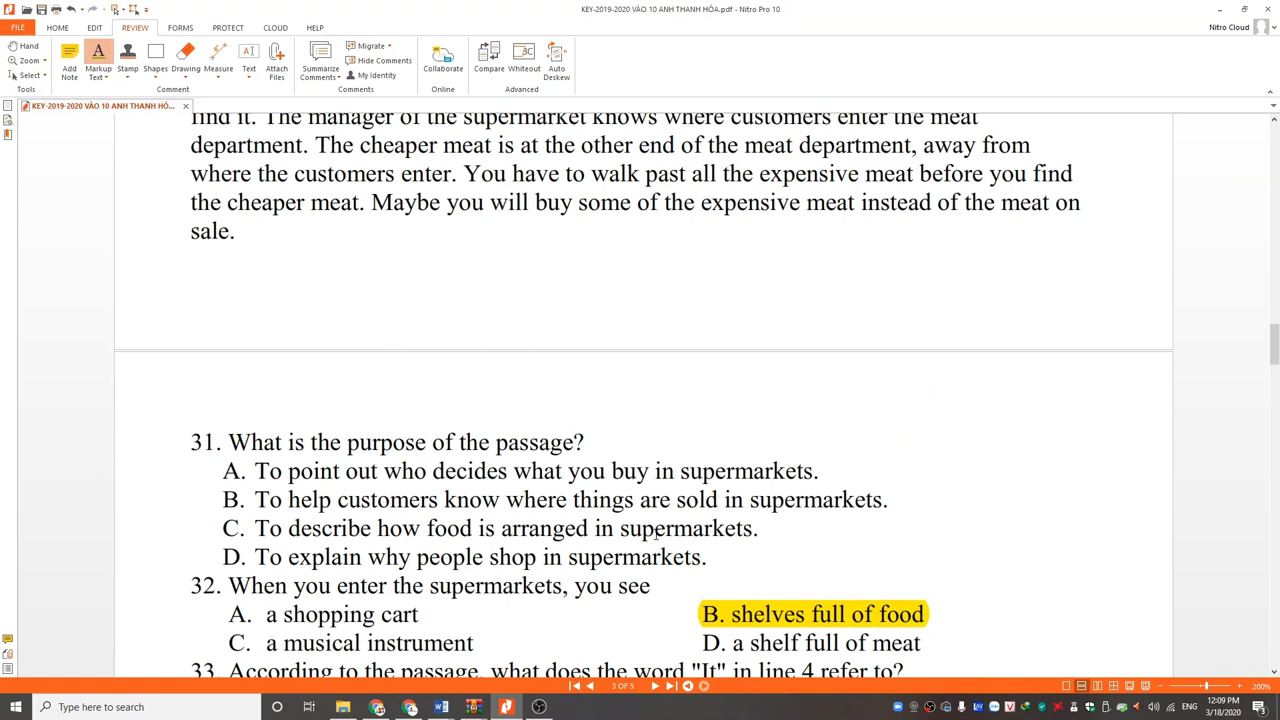 KEY-2019-2020 VÀO 10 ANH THANH HÓA.pdf - Nitro Pro 10
FILE HOME EDIT REVIEW FORMS PROTECT CLOUD HELP
Nitro Cloud
Hand
Zoom
Select
Tools
Add Note
Markup Text
Stamp
Shapes
Drawing
Measure
Text
Attach Files
Comment
Summarize Comments
Migrate
Hide Comments
My Identity
Comments
Collaborate
Online
Compare
Whiteout
Auto Deskew
Advanced
KEY-2019-2020 VÀO 10 ANH THANH HÓ...
find it. The manager of the supermarket knows where customers enter the meat
department. The cheaper meat is at the other end of the meat department, away from
where the customers enter. You have to walk past all the expensive meat before you find
the cheaper meat. Maybe you will buy some of the expensive meat instead of the meat on
sale.
31. What is the purpose of the passage?
A. To point out who decides what you buy in supermarkets.
B. To help customers know where things are sold in supermarkets.
C. To describe how food is arranged in supermarkets.
D. To explain why people shop in supermarkets.
32. When you enter the supermarkets, you see
A. a shopping cart B. shelves full of food
C. a musical instrument D. a shelf full of meat
33. According to the passage, what does the word "It" in line 4 refer to?
3 OF 5
200%
Type here to search
ENG
12:09 PM
3/18/2020